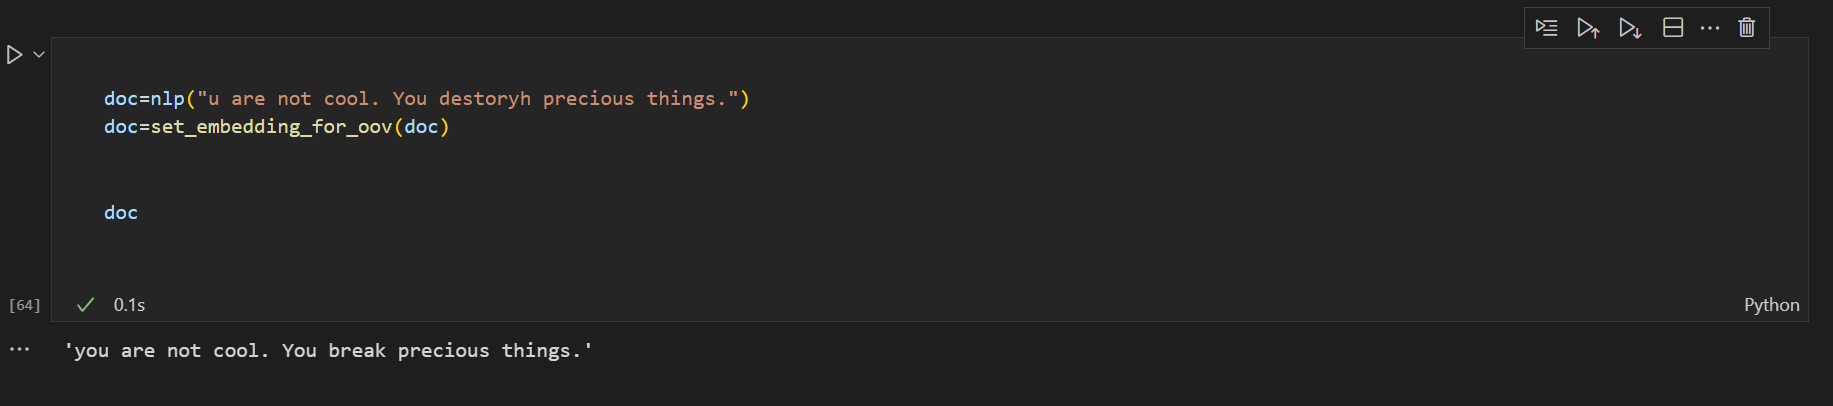 doc=nlp("u are not cool. You destoryh precious things.")
doc=set_embedding_for_oov(doc)
doc
[64]
0.1s
Python
'you are not cool. You break precious things.'